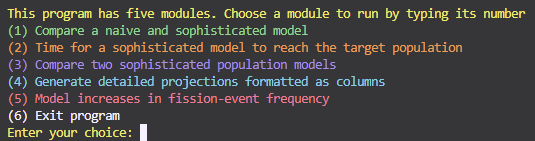 This program has five modules. Choose a module to run by typing its number
(1) Compare a naive and sophisticated model
(2) Time for a sophisticated model to reach the target population
(3) Compare two sophisticated population models
(4) Generate detailed projections formatted as columns
(5) Model increases in fission-event frequency
(6) Exit program
Enter your choice: